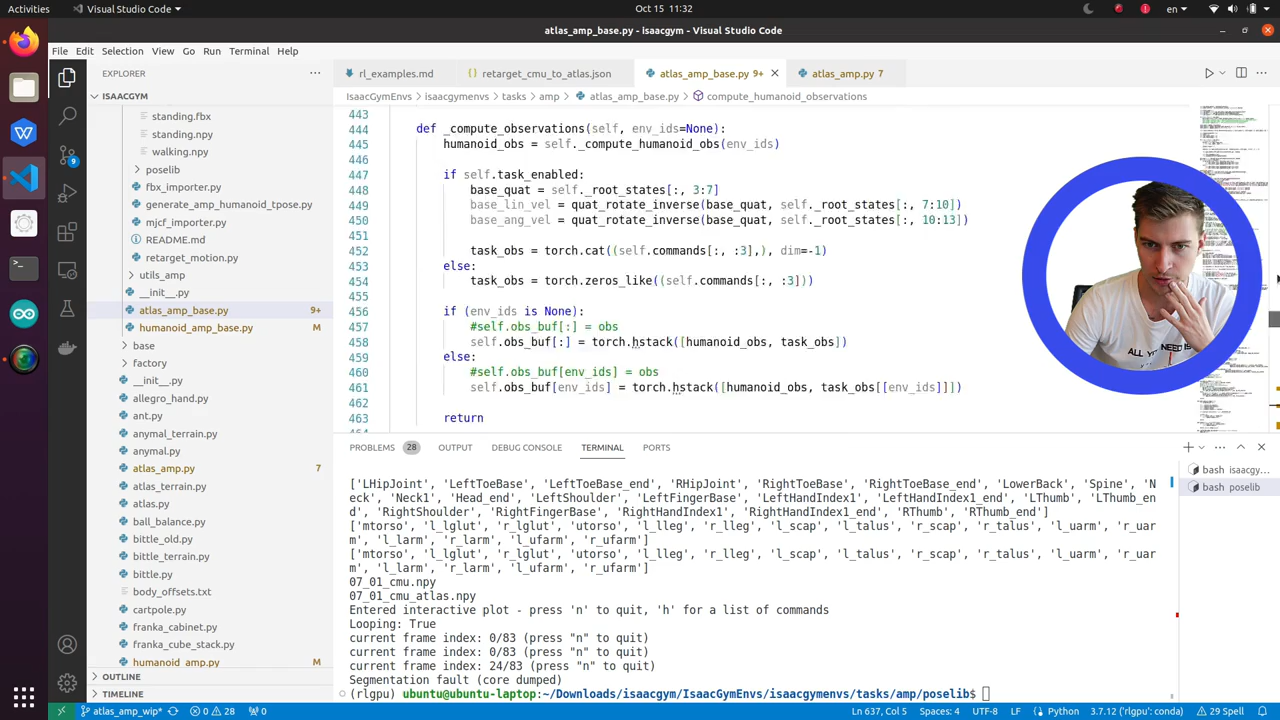 Activities
Visual Studio Code
Oct 15 11:32
en
atlas_amp_base.py - isaacgym - Visual Studio Code
File Edit Selection View Go Run Terminal Help
EXPLORER
rl_examples.md
retarget_cmu_to_atlas.json
atlas_amp_base.py 9+
atlas_amp.py 7
ISAACGYM
IsaacGymEnvs > isaacgymenvs > tasks > amp > atlas_amp_base.py > compute_humanoid_observations
standing.fbx
standing.npy
walking.npy
poselib
fbx_importer.py
generate_amp_humanoid_tpose.py
mjcf_importer.py
README.md
retarget_motion.py
utils_amp
__init__.py
atlas_amp_base.py 9+
humanoid_amp_base.py M
base
factory
__init__.py
allegro_hand.py
ant.py
anymal_terrain.py
anymal.py
atlas_amp.py 7
atlas_terrain.py
atlas.py
ball_balance.py
bittle_old.py
bittle_terrain.py
bittle.py
body_offsets.txt
cartpole.py
franka_cabinet.py
franka_cube_stack.py
humanoid_amp.py M
OUTLINE
TIMELINE
443
444 def _compute_observations(self, env_ids=None):
445 humanoid_obs = self._compute_humanoid_obs(env_ids)
446
447
448 base_quat = self._root_states[:, 3:7]
449 = quat_rotate_inverse(base_quat, self._root_states[:, 7:10])
450 base_ang_vel = quat_rotate_inverse(base_quat, self._root_states[:, 10:13])
451
452 task_obs = torch.cat((self.commands[:, :3],), dim=-1)
453 else:
454 task_obs = torch.zeros_like((self.commands[:, :3]))
455
456 if (env_ids is None):
457 #self.obs_buf[:] = obs
458 self.obs_buf[:] = torch.hstack([humanoid_obs, task_obs])
459 else:
460 #self.obs_buf[env_ids] = obs
461 self.obs_buf[env_ids] = torch.hstack([humanoid_obs, task_obs[[env_ids]]])
462
return
PROBLEMS 28 OUTPUT DEBUG CONSOLE TERMINAL PORTS
['LHipJoint', 'LeftToeBase', 'LeftToeBase_end', 'RHipJoint', 'RightToeBase', 'RightToeBase_end', 'LowerBack', 'Spine', 'N
eck', 'Neck1', 'Head_end', 'LeftShoulder', 'LeftFingerBase', 'LeftHandIndex1', 'LeftHandIndex1_end', 'LThumb', 'LThumb_en
d', 'RightShoulder', 'RightFingerBase', 'RightHandIndex1', 'RightHandIndex1_end', 'RThumb', 'RThumb_end']
['mtorso', 'l_lglut', 'r_lglut', 'utorso', 'l_lleg', 'r_lleg', 'l_scap', 'l_talus', 'r_scap', 'r_talus', 'l_uarm', 'r_uar
m', 'l_larm', 'r_larm', 'l_ufarm', 'r_ufarm']
['mtorso', 'l_lglut', 'r_lglut', 'utorso', 'l_lleg', 'r_lleg', 'l_scap', 'l_talus', 'r_scap', 'r_talus', 'l_uarm', 'r_uar
m', 'l_larm', 'r_larm', 'l_ufarm', 'r_ufarm']
07_01_cmu.npy
07_01_cmu_atlas.npy
Entered interactive plot - press 'n' to quit, 'h' for a list of commands
Looping: True
current frame index: 0/83 (press "n" to quit)
current frame index: 0/83 (press "n" to quit)
current frame index: 24/83 (press "n" to quit)
Segmentation fault (core dumped)
(rlgpu) ubuntu@ubuntu-laptop:~/Downloads/isaacgym/IsaacGymEnvs/isaacgymenvs/tasks/amp/poselib$
bash isaacgy...
bash poselib
ALL YOU NEED IS
atlas_amp_wip* 0 28 0
Ln 637, Col 5 Spaces: 4 UTF-8 LF Python 3.7.12 ('rlgpu': conda) 29 Spell